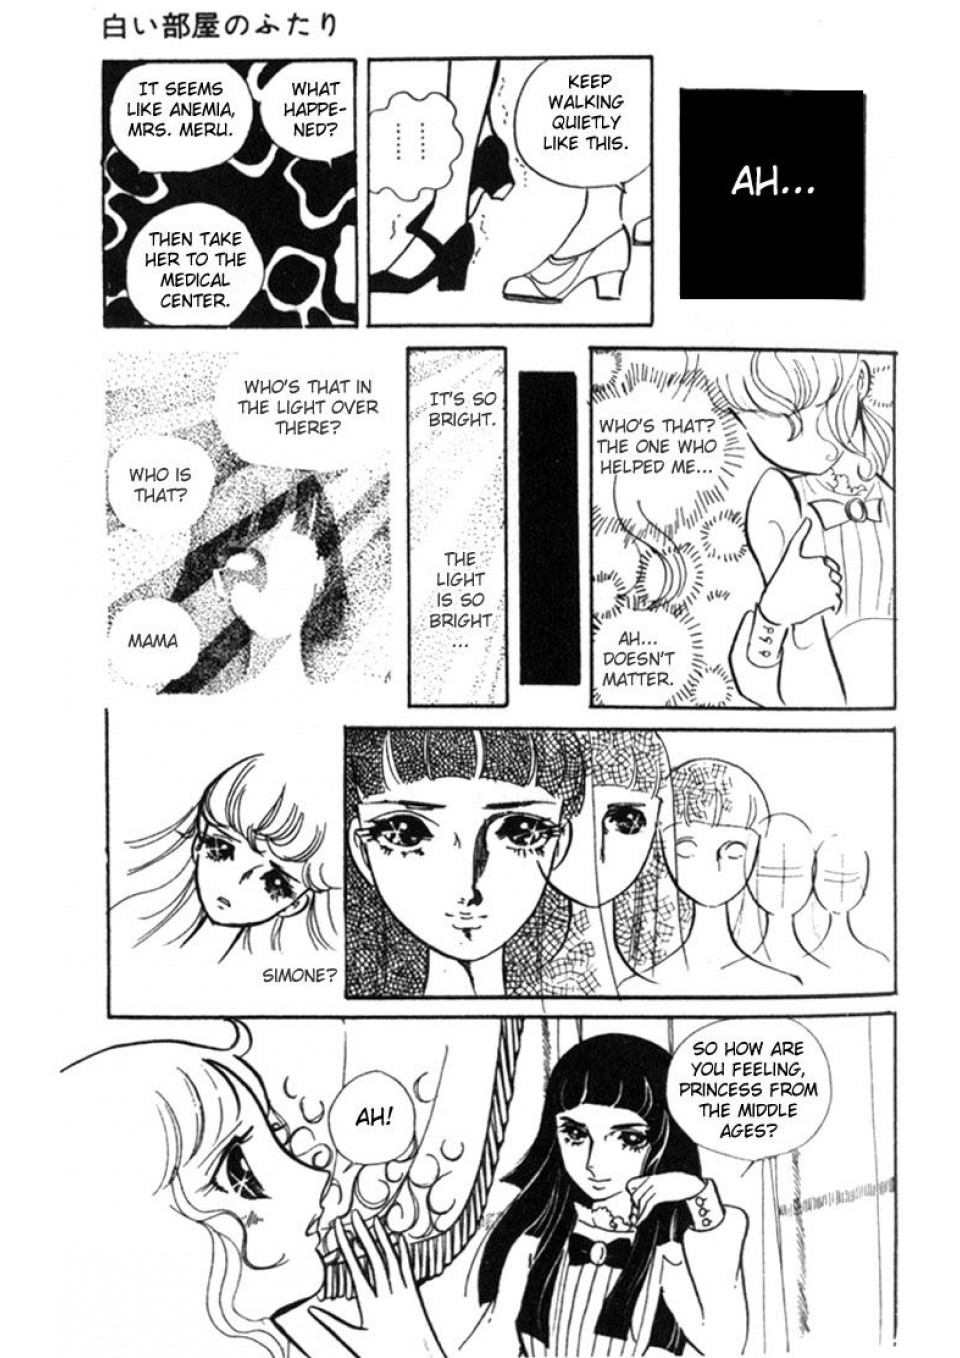 白い部屋のふたり
AH...
KEEP
WALKING
QUIETLY
LIKE THIS.
......
......
WHAT
HAPPE-
NED?
IT SEEMS
LIKE ANEMIA,
MRS. MERU.
THEN TAKE
HER TO THE
MEDICAL
CENTER.
WHO'S THAT?
THE ONE WHO
HELPED ME...
AH...
DOESN'T
MATTER.
IT'S SO
BRIGHT.
THE
LIGHT
IS SO
BRIGHT
...
WHO'S THAT IN
THE LIGHT OVER
THERE?
WHO IS
THAT?
MAMA
SIMONE?
SO HOW ARE
YOU FEELING,
PRINCESS FROM
THE MIDDLE
AGES?
AH!